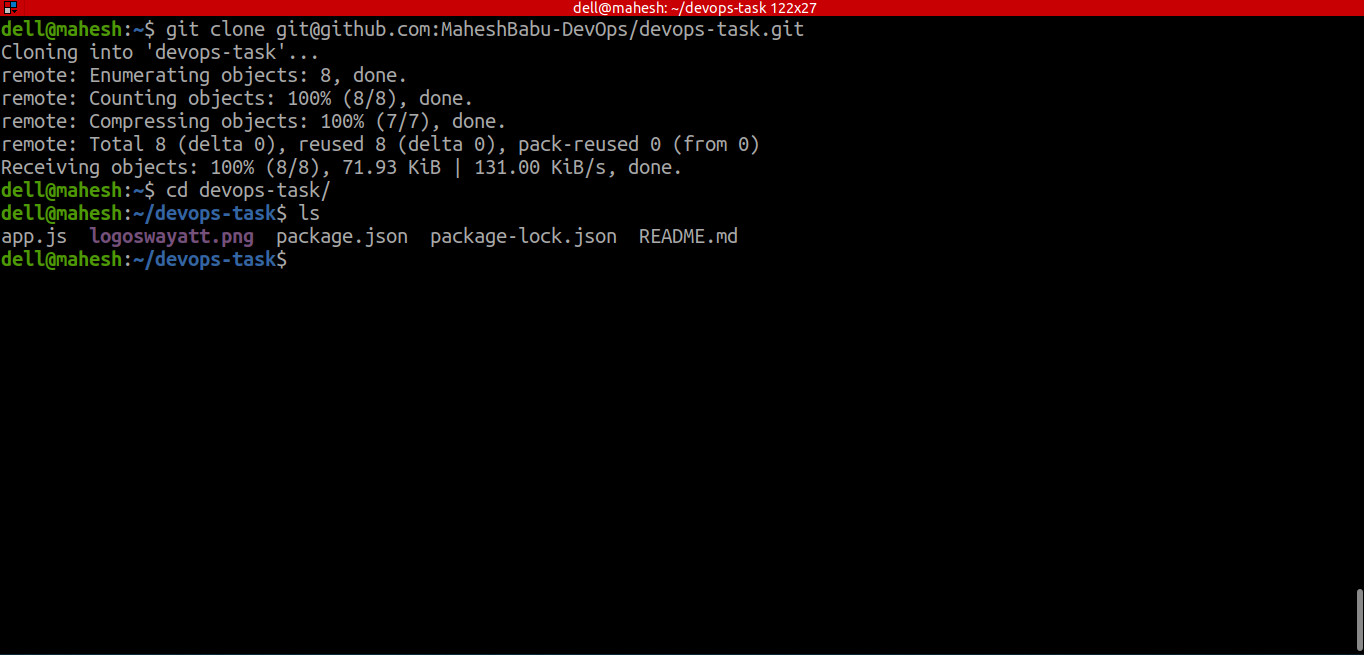 dell@mahesh: ~/devops-task 122x27
dell@mahesh:~$ git clone git@github.com:MaheshBabu-DevOps/devops-task.git
Cloning into 'devops-task'...
remote: Enumerating objects: 8, done.
remote: Counting objects: 100% (8/8), done.
remote: Compressing objects: 100% (7/7), done.
remote: Total 8 (delta 0), reused 8 (delta 0), pack-reused 0 (from 0)
Receiving objects: 100% (8/8), 71.93 KiB | 131.00 KiB/s, done.
dell@mahesh:~$ cd devops-task/
dell@mahesh:~/devops-task$ ls
app.js  logoswayatt.png  package.json  package-lock.json  README.md
dell@mahesh:~/devops-task$